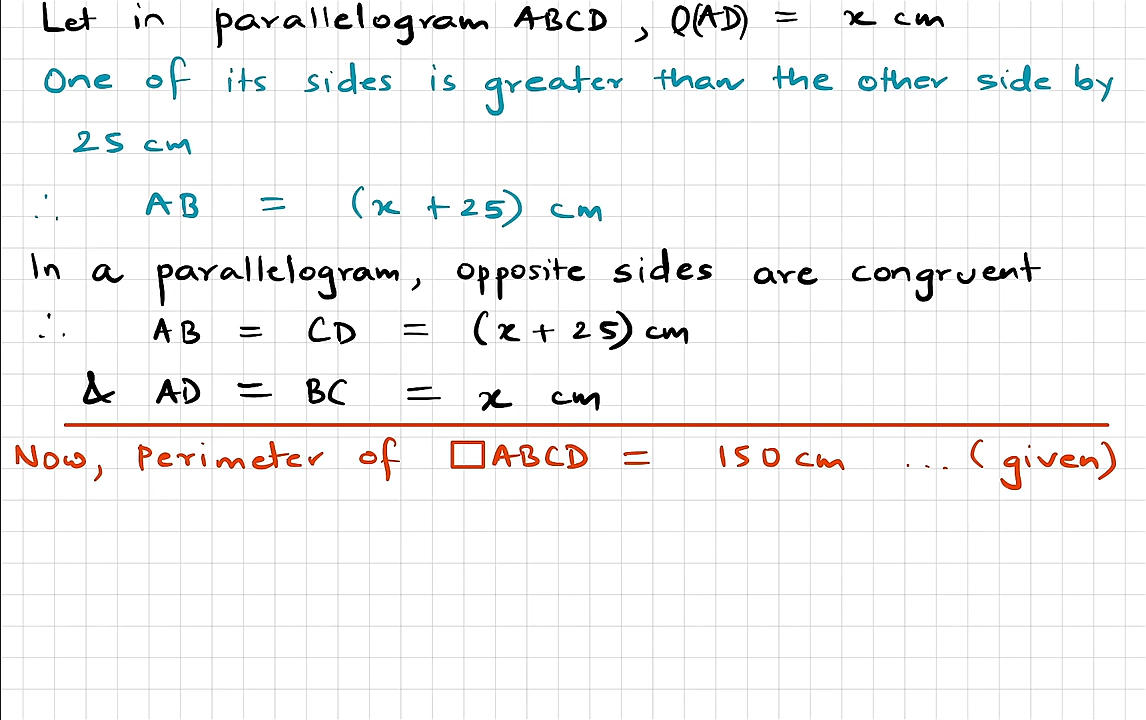 Let in parallelogram ABCD, l(AD) = x cm
One of its sides is greater than the other side by
25 cm
∴ AB = (x + 25) cm
In a parallelogram, opposite sides are congruent
∴ AB = CD = (x + 25) cm
& AD = BC = x cm
Now, Perimeter of □ABCD = 150 cm ... (given)